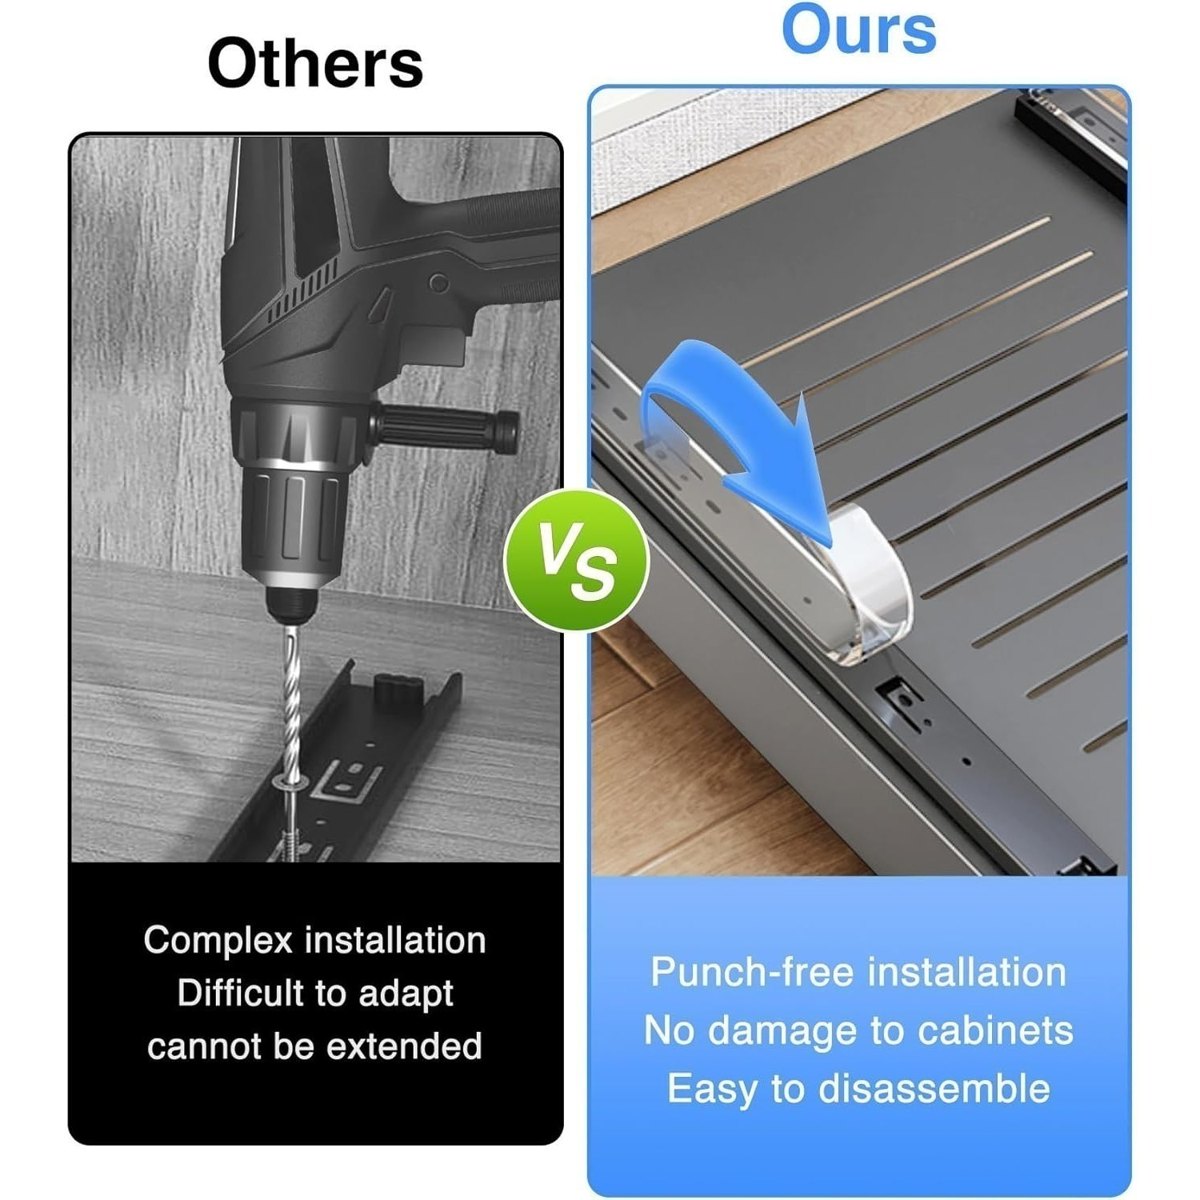 Others
Ours
VS
Complex installation
Difficult to adapt
cannot be extended
Punch-free installation
No damage to cabinets
Easy to disassemble